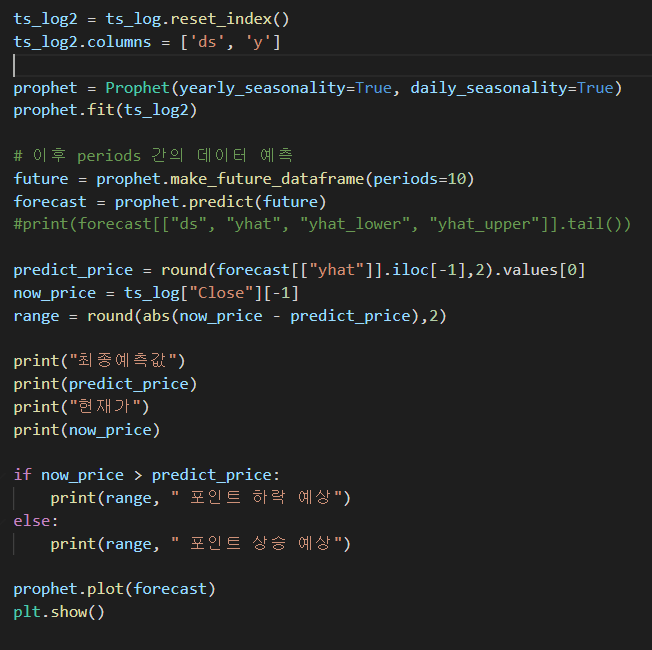 ts_log2 = ts_log.reset_index()
ts_log2.columns = ['ds', 'y']
prophet = Prophet(yearly_seasonality=True, daily_seasonality=True)
prophet.fit(ts_log2)
# 이후 periods 간의 데이터 예측
future = prophet.make_future_dataframe(periods=10)
forecast = prophet.predict(future)
#print(forecast[["ds", "yhat", "yhat_lower", "yhat_upper"]].tail())
predict_price = round(forecast[["yhat"]].iloc[-1],2).values[0]
now_price = ts_log["Close"][-1]
range = round(abs(now_price - predict_price),2)
print("최종예측값")
print(predict_price)
print("현재가")
print(now_price)
if now_price > predict_price:
    print(range, " 포인트 하락 예상")
else:
    print(range, " 포인트 상승 예상")
prophet.plot(forecast)
plt.show()